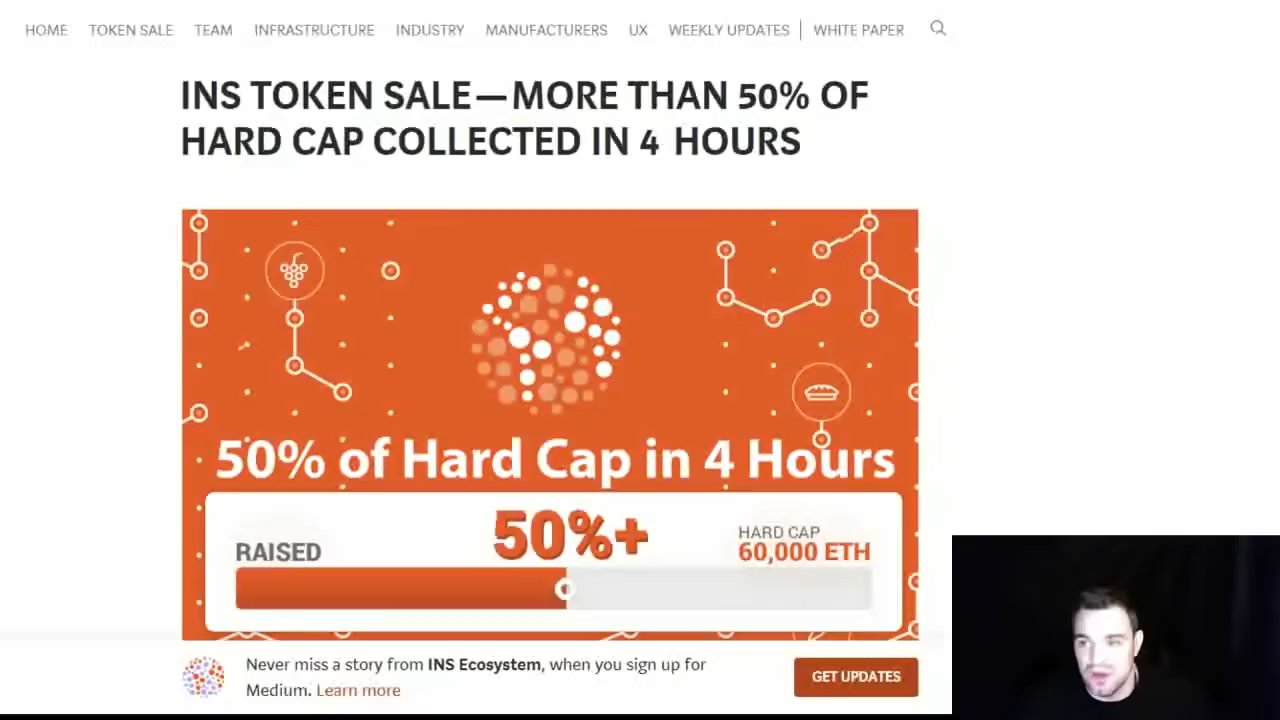 HOME TOKEN SALE TEAM INFRASTRUCTURE INDUSTRY MANUFACTURERS UX WEEKLY UPDATES WHITE PAPER
INS TOKEN SALE—MORE THAN 50% OF
HARD CAP COLLECTED IN 4 HOURS
50% of Hard Cap in 4 Hours
RAISED
50%+
HARD CAP
60,000 ETH
Never miss a story from INS Ecosystem, when you sign up for
Medium. Learn more
GET UPDATES